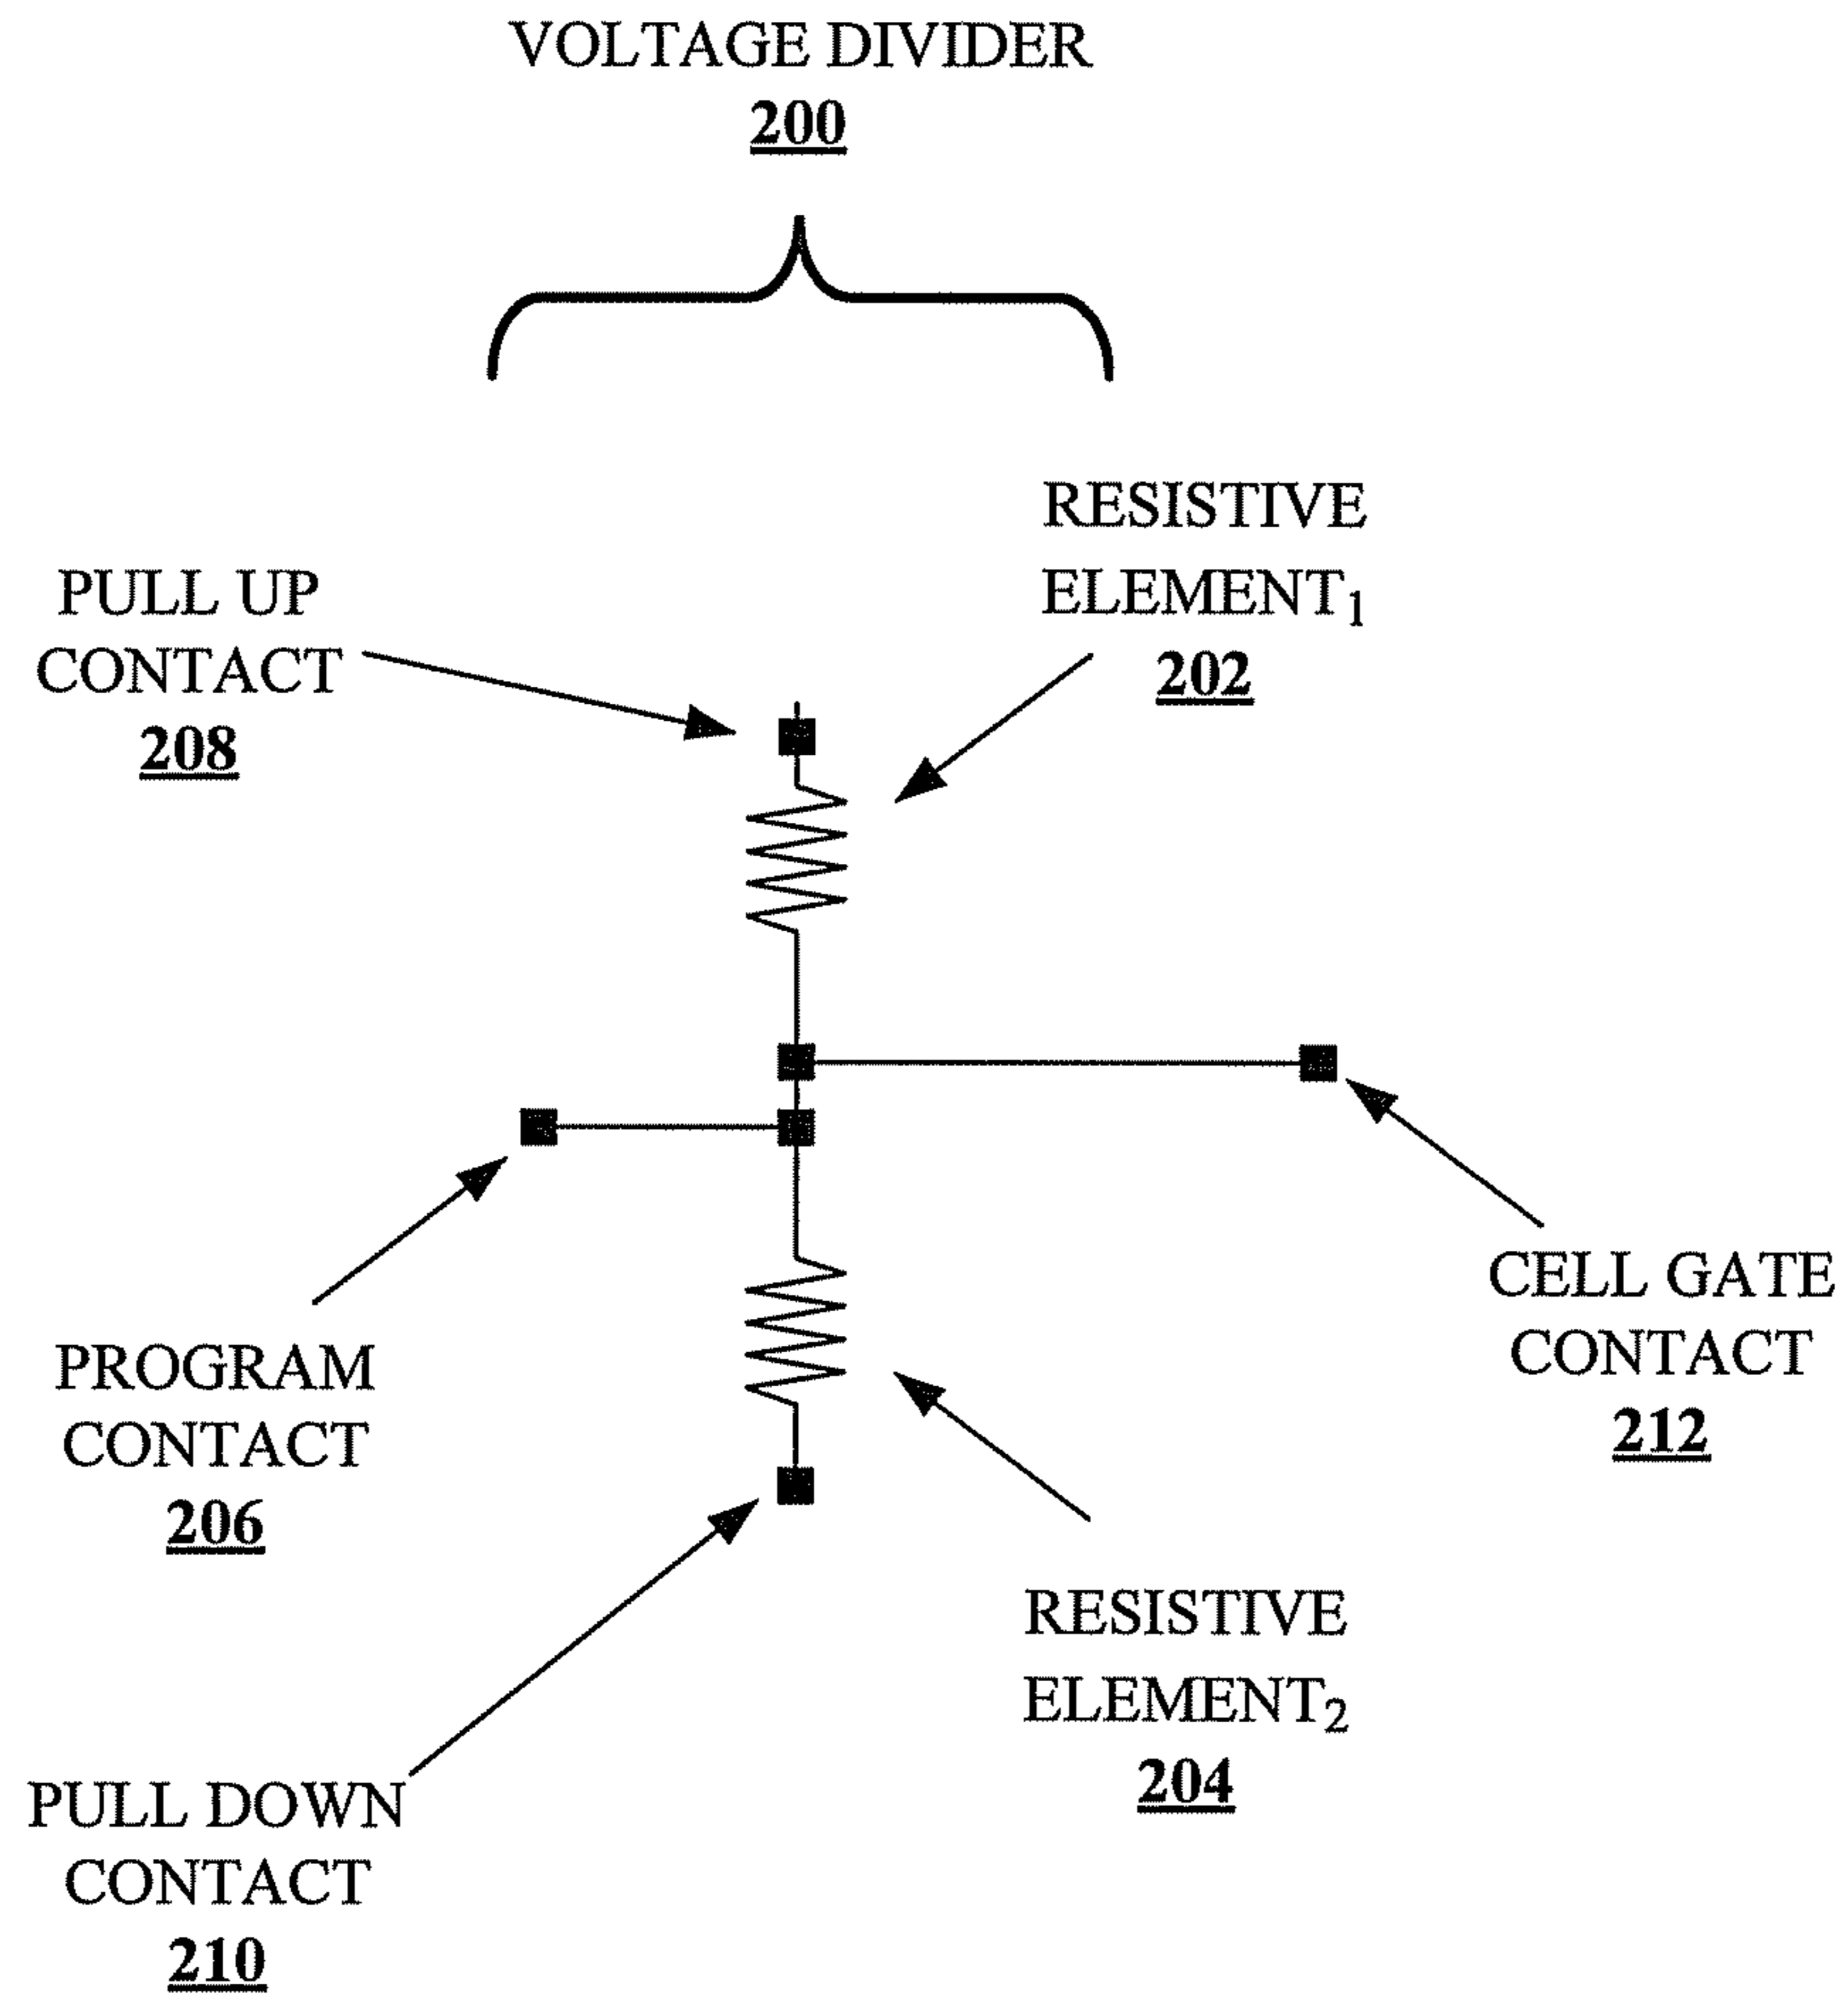 VOLTAGE DIVIDER
200
RESISTIVE
ELEMENT₁
202
PULL UP
CONTACT
208
CELL GATE
CONTACT
212
PROGRAM
CONTACT
206
RESISTIVE
ELEMENT₂
204
PULL DOWN
CONTACT
210